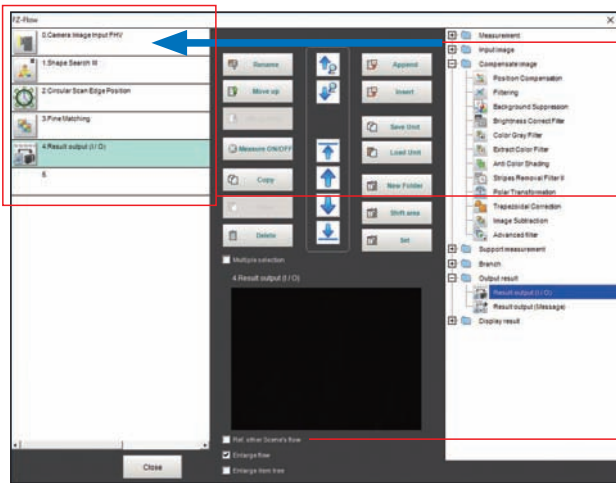 FZ-Flow
0.Camera Image Input FHV
1.Shape Search III
2.Circular Scan Edge Position
3.Fine Matching
4.Result output (I / O)
5.
Close
Rename
Move up
Measure ON/OFF
Copy
Delete
Append
Insert
Save Unit
Load Unit
New Folder
Shift area
Set
Multiple selection
4.Result output (I / O)
Ref. other Scene's flow
Enlarge flow
Enlarge item tree
Measurement
Input image
Compensate image
Position Compensation
Filtering
Background Suppression
Brightness Correct Filter
Color Gray Filter
Extract Color Filter
Anti Color Shading
Stripes Removal Filter II
Polar Transformation
Trapezoidal Correction
Image Subtraction
Advanced filter
Support measurement
Branch
Output result
Result output (I / O)
Result output (Message)
Display result